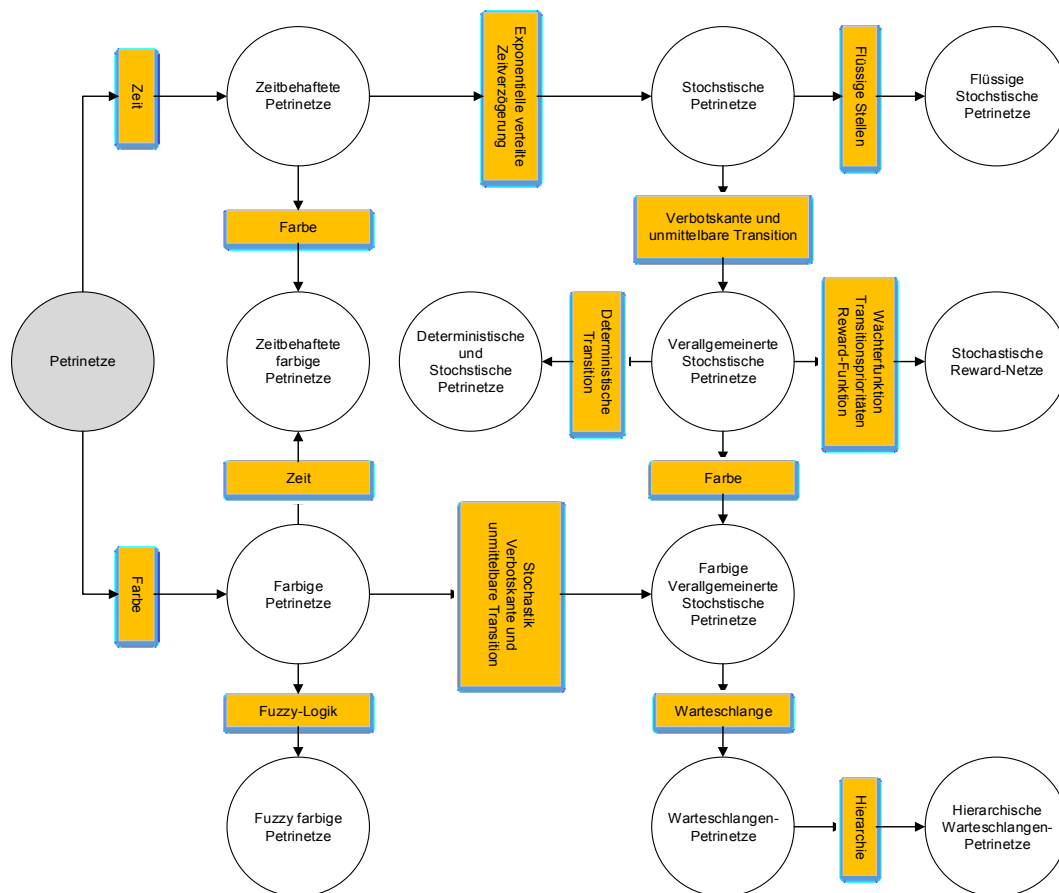 Zeit
Zeitbehaftete
Petrinetze
Exponentielle verteilte
Zeitverzögerung
Stochstische
Petrinetze
Flüssige Stellen
Flüssige
Stochstische
Petrinetze
Farbe
Verbotskante und
unmittelbare Transition
Petrinetze
Zeitbehaftete
farbige
Petrinetze
Deterministische
und
Stochstische
Petrinetze
Deterministische
Transition
Verallgemeinerte
Stochstische
Petrinetze
Wächterfunktion
Transitionsprioritäten
Reward-Funktion
Stochastische
Reward-Netze
Zeit
Farbe
Farbe
Farbige
Petrinetze
Stochastik
Verbotskante und
unmittelbare Transition
Farbige
Verallgemeinerte
Stochstische
Petrinetze
Fuzzy-Logik
Warteschlange
Fuzzy farbige
Petrinetze
Warteschlangen-
Petrinetze
Hierarchie
Hierarchische
Warteschlangen-
Petrinetze